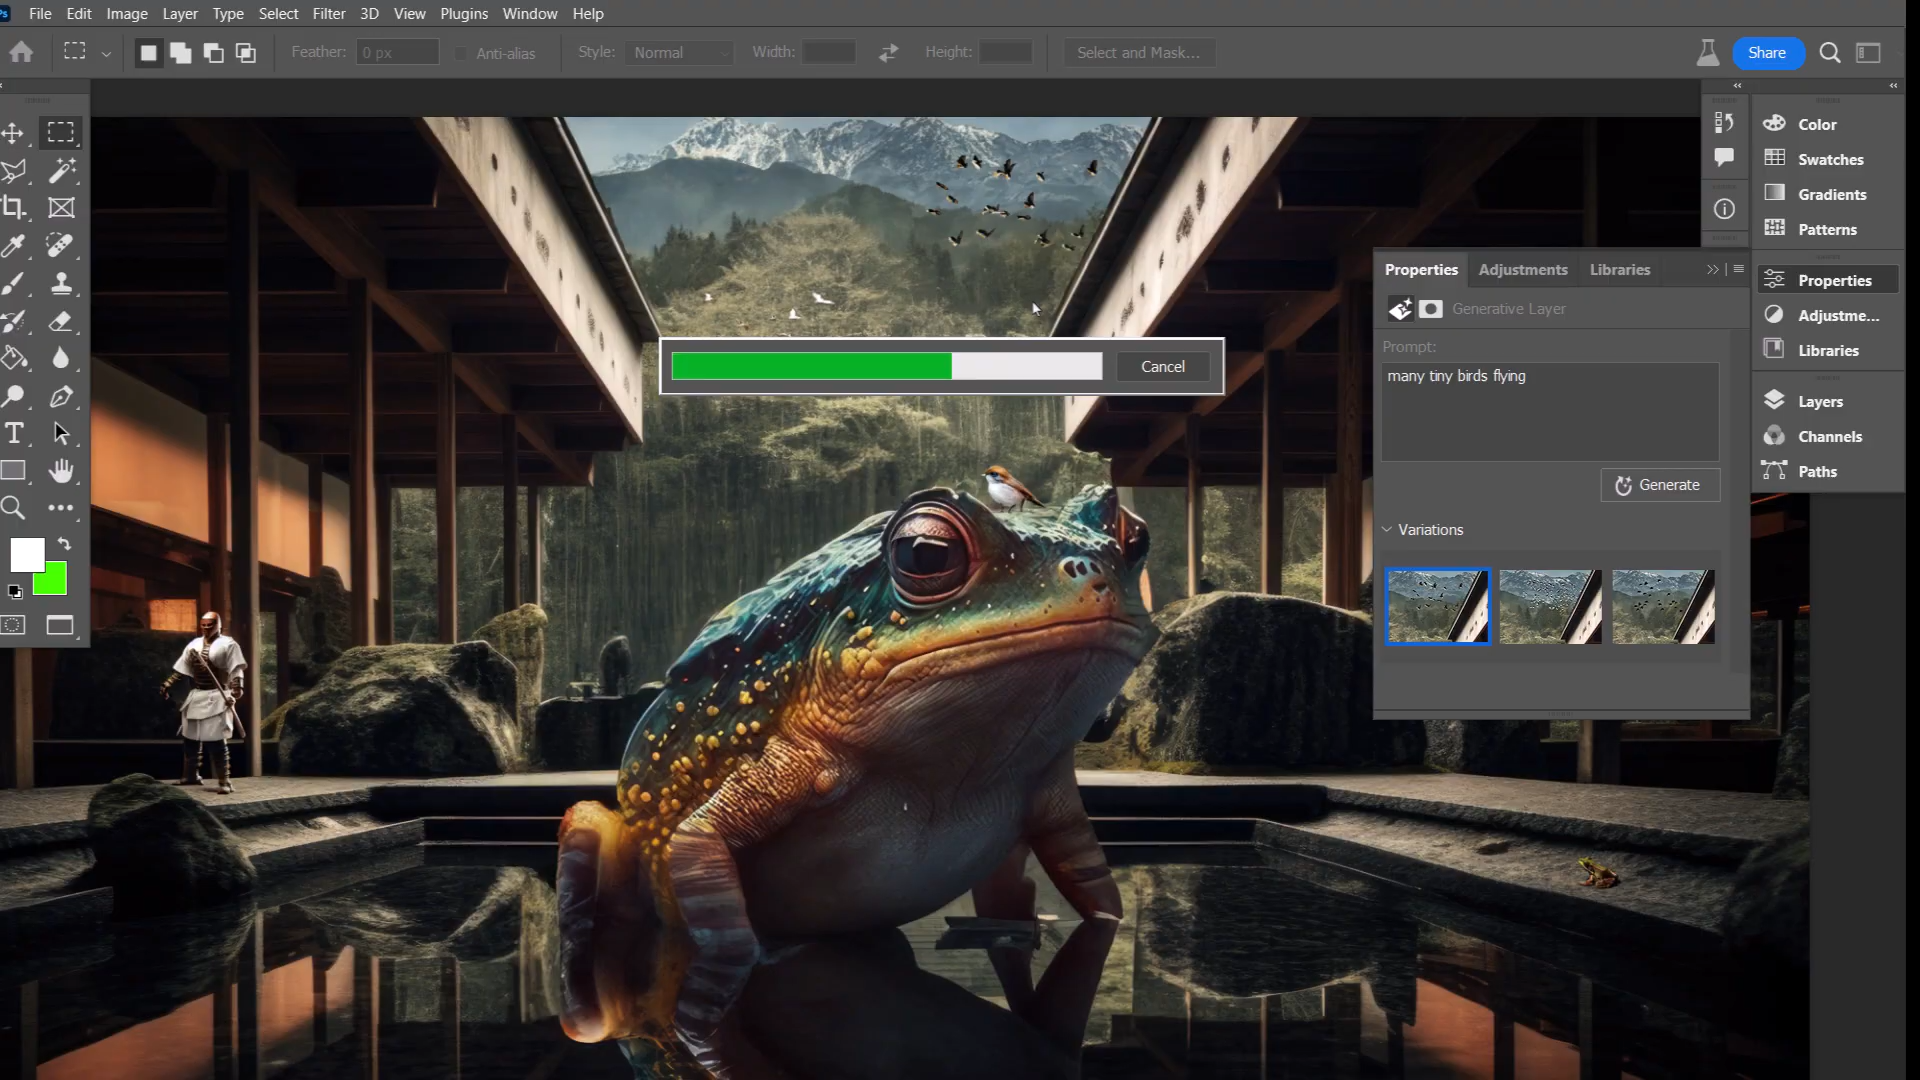 Ps File Edit Image Layer Type Select Filter 3D View Plugins Window Help
Feather: 0 px Anti-alias Style: Normal Width: Height: Select and Mask... Share
Color
Swatches
Gradients
Patterns
Properties
Adjustme...
Libraries
Layers
Channels
Paths
Properties Adjustments Libraries
Generative Layer
Prompt:
many tiny birds flying
Generate
Variations
Cancel